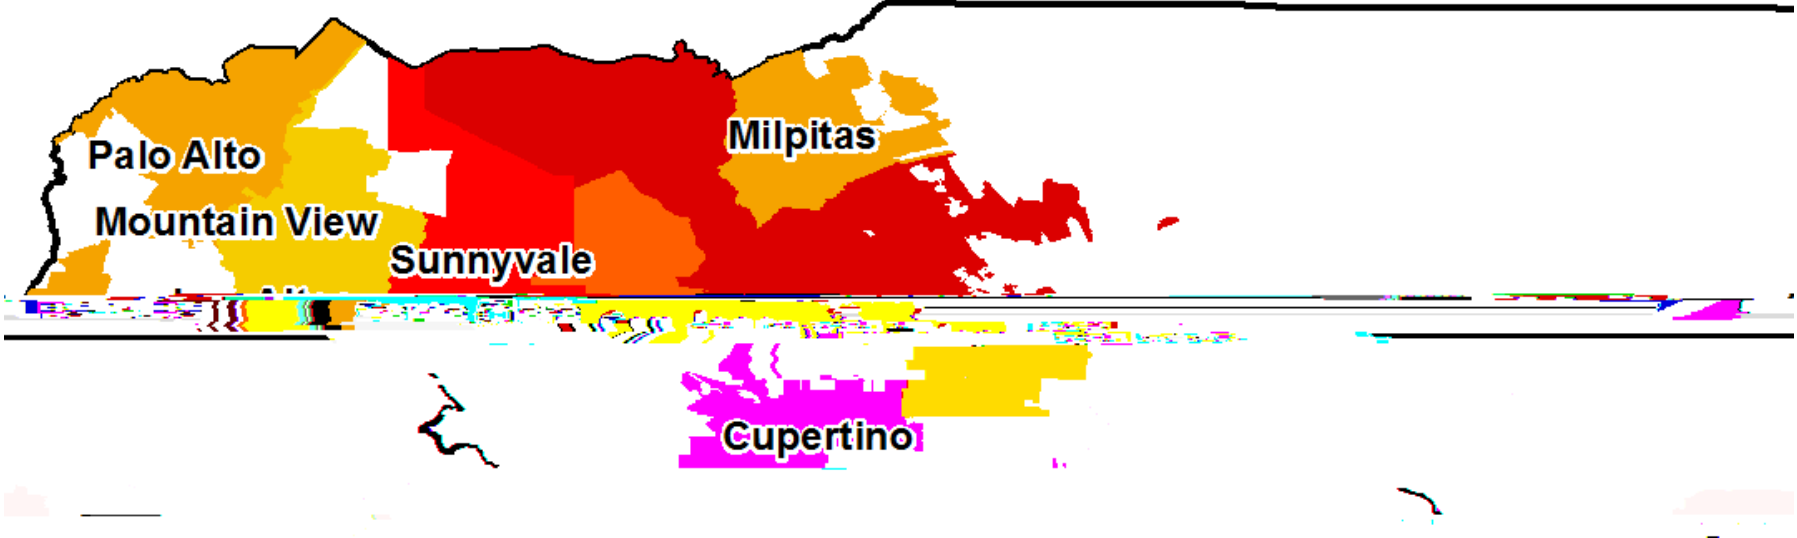 Palo Alto
Milpitas
Mountain View
Sunnyvale
Cupertino